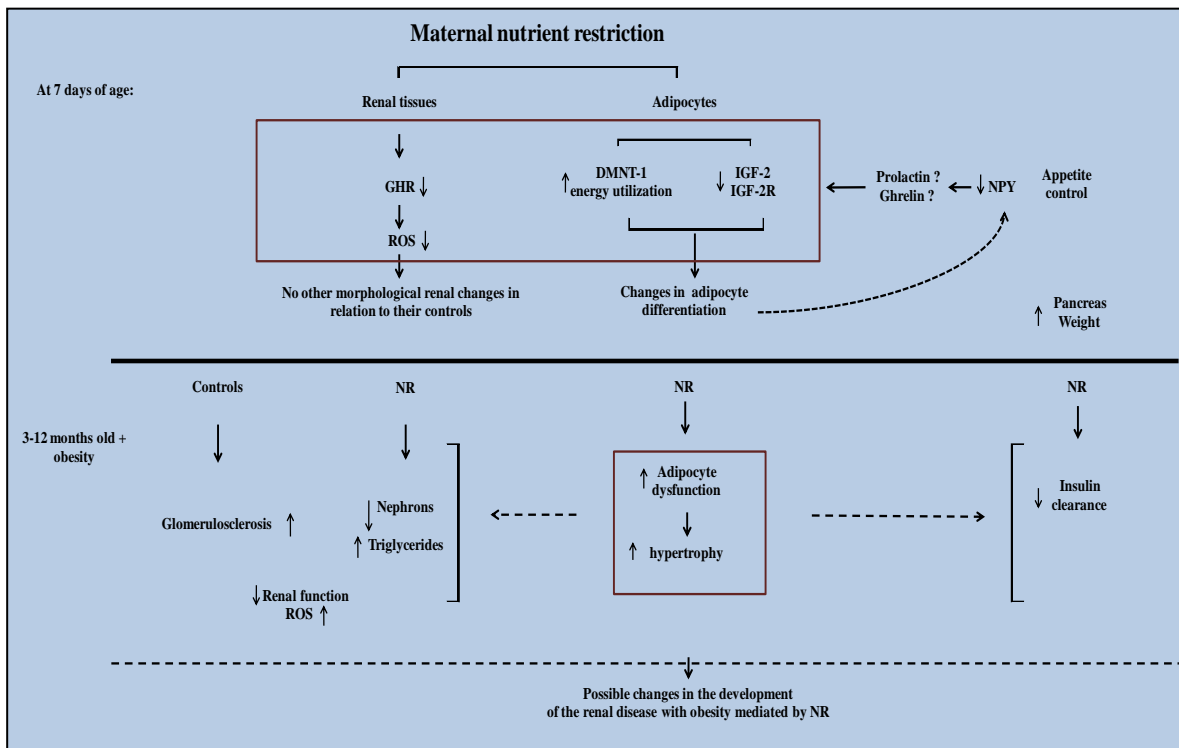 Maternal nutrient restriction
At 7 days of age:
Renal tissues
Adipocytes
GHR ↓
ROS ↓
↑ DMNT-1
energy utilization
↓ IGF-2
IGF-2R
Prolactin ?
Ghrelin ?
↓ NPY
Appetite
control
No other morphological renal changes in
relation to their controls
Changes in adipocyte
differentiation
↑ Pancreas
Weight
Controls
NR
NR
NR
3-12 months old +
obesity
Glomerulosclerosis ↑
↓ Nephrons
↑ Triglycerides
↓ Renal function
ROS ↑
↑ Adipocyte
dysfunction
↑ hypertrophy
↓ Insulin
clearance
Possible changes in the development
of the renal disease with obesity mediated by NR